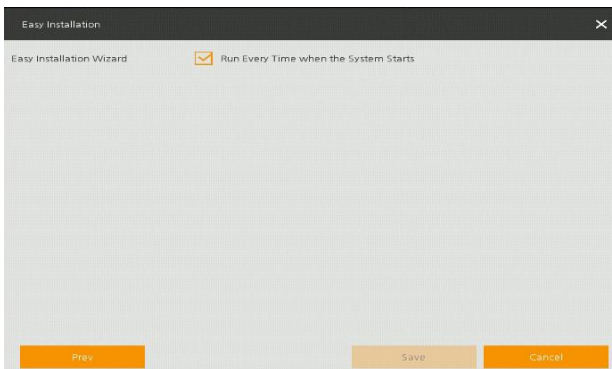 Easy Installation
Easy Installation Wizard Run Every Time when the System Starts
Prev Save Cancel